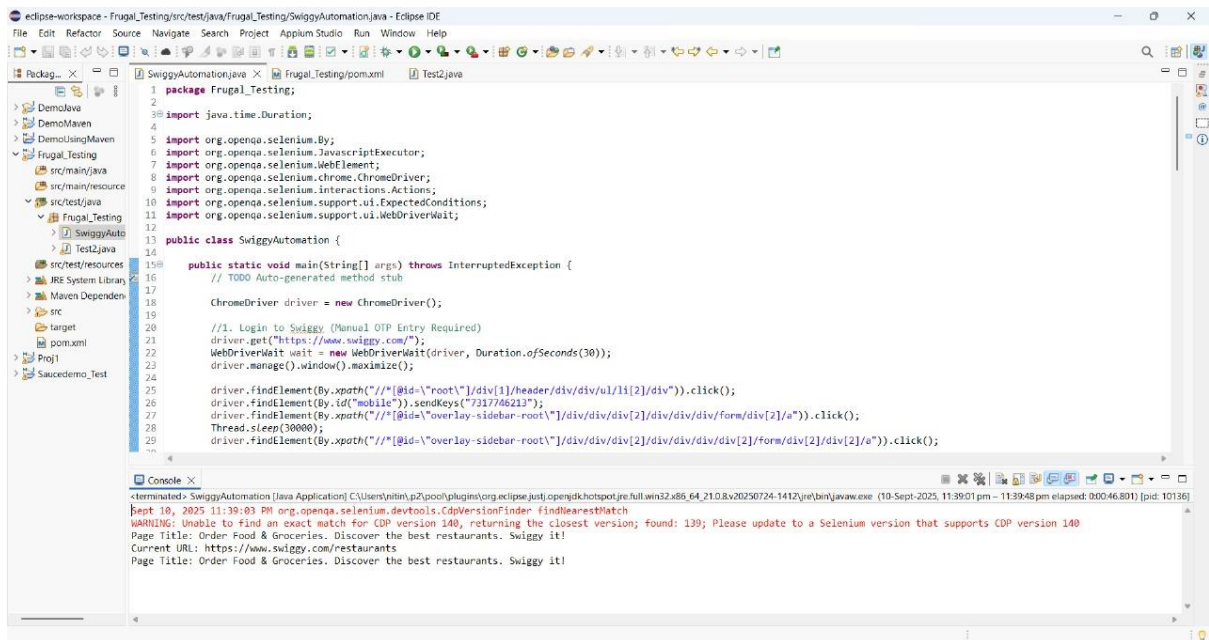 eclipse-workspace - Frugal_Testing/src/test/java/Frugal_Testing/SwiggyAutomation.java - Eclipse IDE
File Edit Refactor Source Navigate Search Project Appium Studio Run Window Help
Packag...
SwiggyAutomation.java
Frugal_Testing/pom.xml
Test2.java
DemoJava
DemoMaven
DemoUsingMaven
Frugal_Testing
src/main/java
src/main/resource
src/test/java
Frugal_Testing
SwiggyAuto
Test2.java
src/test/resources
JRE System Library
Maven Dependen
src
target
pom.xml
Proj1
Saucedemo_Test
1 package Frugal_Testing;
2
3 import java.time.Duration;
4
5 import org.openqa.selenium.By;
6 import org.openqa.selenium.JavascriptExecutor;
7 import org.openqa.selenium.WebElement;
8 import org.openqa.selenium.chrome.ChromeDriver;
9 import org.openqa.selenium.interactions.Actions;
10 import org.openqa.selenium.support.ui.ExpectedConditions;
11 import org.openqa.selenium.support.ui.WebDriverWait;
12
13 public class SwiggyAutomation {
14
15 public static void main(String[] args) throws InterruptedException {
16 // TODO Auto-generated method stub
17
18 ChromeDriver driver = new ChromeDriver();
19
20 //1. Login to Swiggy (Manual OTP Entry Required)
21 driver.get("https://www.swiggy.com/");
22 WebDriverWait wait = new WebDriverWait(driver, Duration.ofSeconds(30));
23 driver.manage().window().maximize();
24
25 driver.findElement(By.xpath("//*[@id=\"root\"]/div[1]/header/div/div/ul/li[2]/div")).click();
26 driver.findElement(By.id("mobile")).sendKeys("7317746213");
27 driver.findElement(By.xpath("//*[@id=\"overlay-sidebar-root\"]/div/div/div[2]/div/div/div/form/div[2]/a")).click();
28 Thread.sleep(30000);
29 driver.findElement(By.xpath("//*[@id=\"overlay-sidebar-root\"]/div/div/div[2]/div/div/div/div[2]/form/div[2]/div[2]/a")).click();
Console
<terminated> SwiggyAutomation [Java Application] C:\Users\nitin\.p2\pool\plugins\org.eclipse.justj.openjdk.hotspot.jre.full.win32.x86_64_21.0.8.v20250724-1412\jre\bin\javaw.exe (10-Sept-2025, 11:39:01 pm – 11:39:48 pm elapsed: 0:00:46.801) [pid: 10136]
Sept 10, 2025 11:39:03 PM org.openqa.selenium.devtools.CdpVersionFinder findNearestMatch
WARNING: Unable to find an exact match for CDP version 140, returning the closest version; found: 139; Please update to a Selenium version that supports CDP version 140
Page Title: Order Food & Groceries. Discover the best restaurants. Swiggy it!
Current URL: https://www.swiggy.com/restaurants
Page Title: Order Food & Groceries. Discover the best restaurants. Swiggy it!